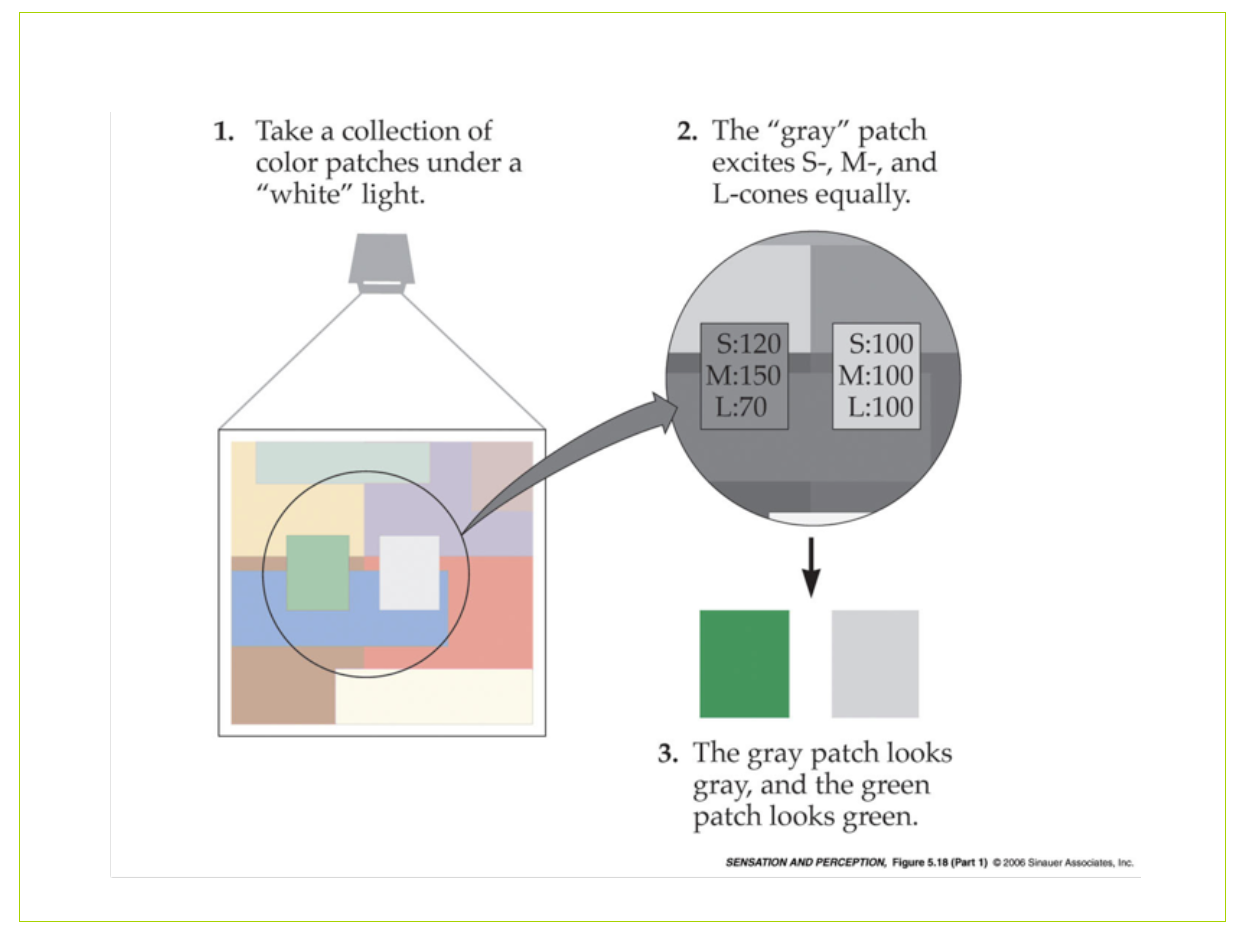 1. Take a collection of
color patches under a
“white” light.
2. The “gray” patch
excites S-, M-, and
L-cones equally.
S:120
M:150
L:70
S:100
M:100
L:100
3. The gray patch looks
gray, and the green
patch looks green.
SENSATION AND PERCEPTION, Figure 5.18 (Part 1) © 2006 Sinauer Associates, Inc.